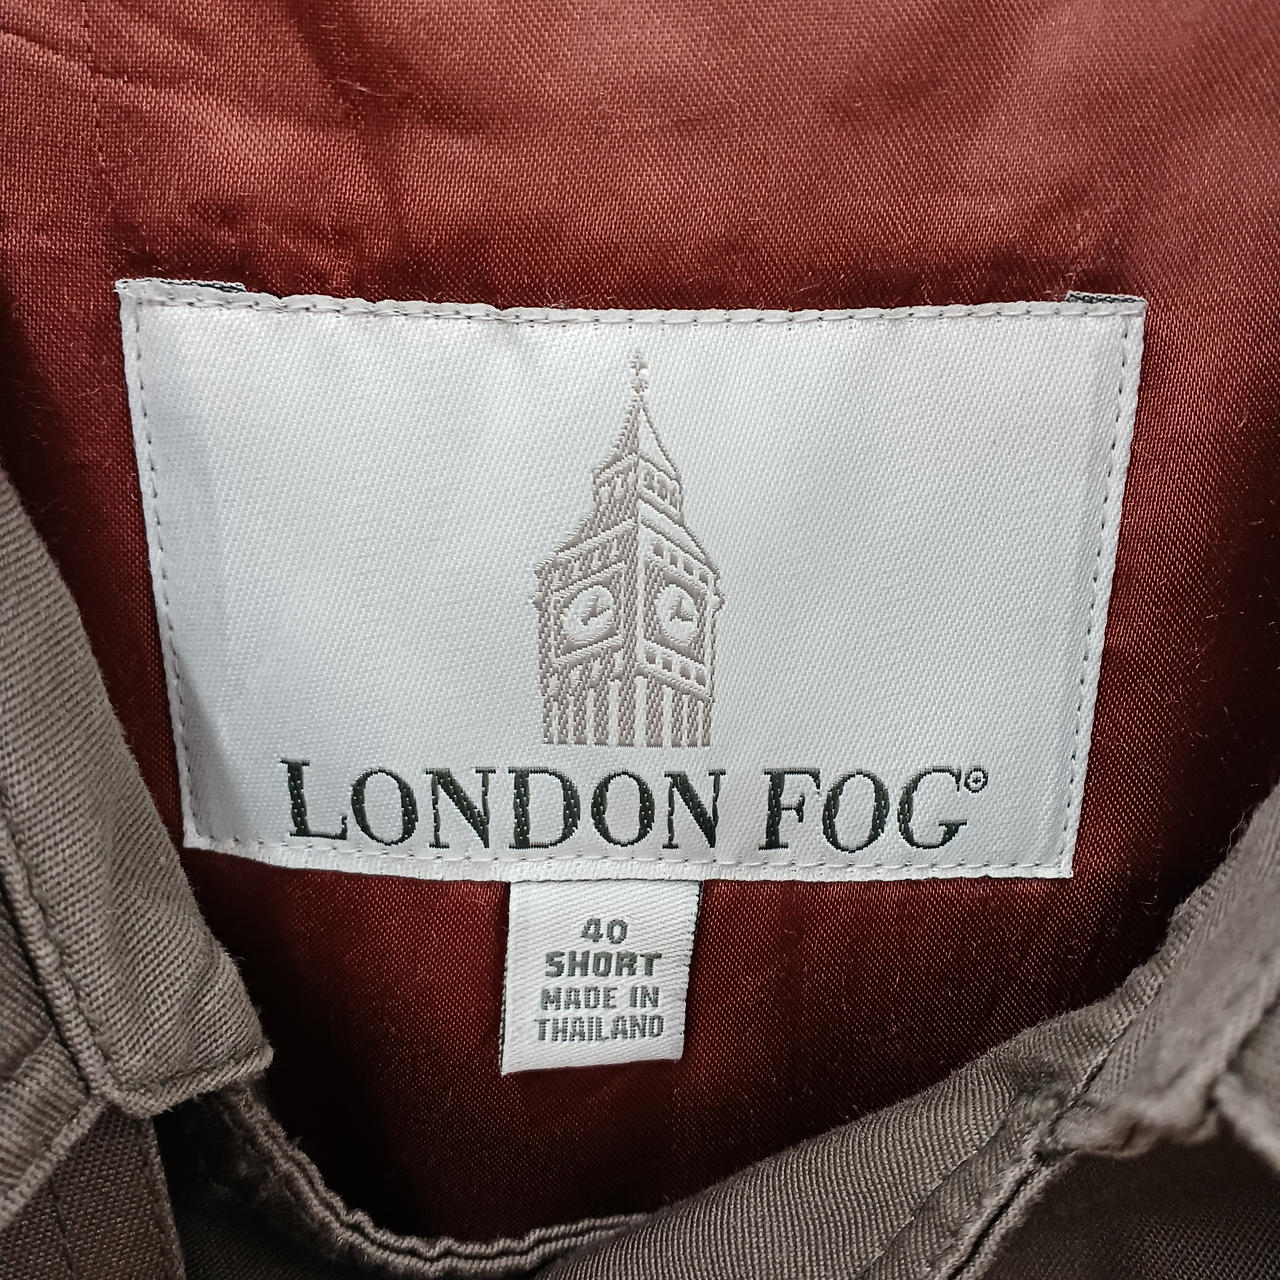 LONDON FOG®
40
SHORT
MADE IN
THAILAND